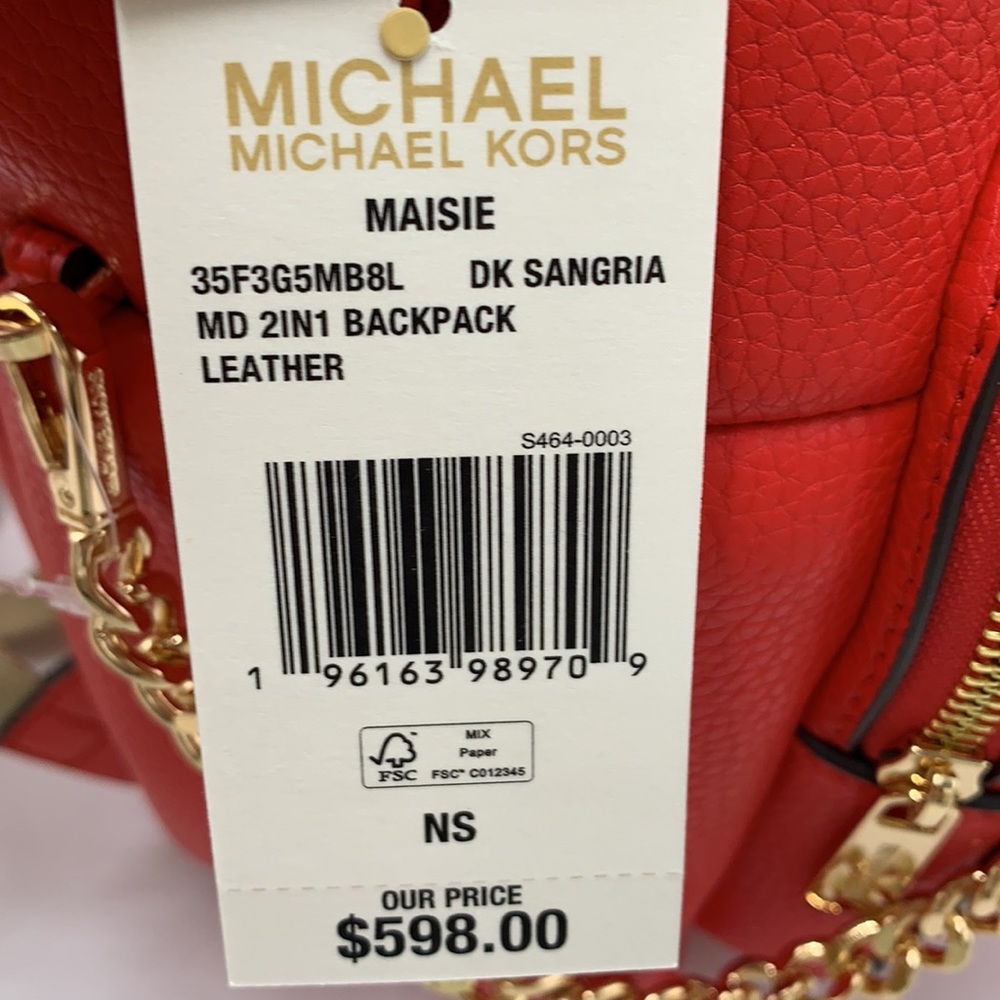 MICHAEL
MICHAEL KORS
MAISIE
35F3G5MB8L DK SANGRIA
MD 2IN1 BACKPACK
LEATHER
S464-0003
1 96163 98970 9
FSC™
MIX
Paper
FSC® C012345
NS
OUR PRICE
$598.00